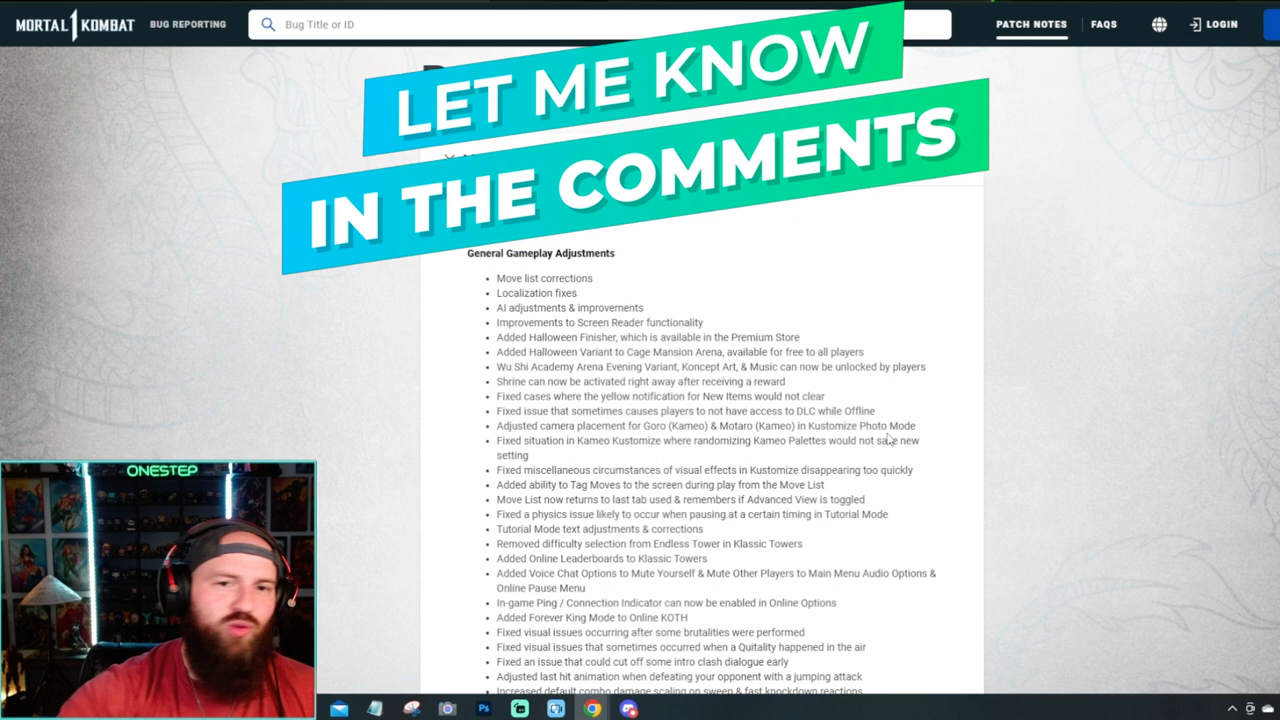 MORTAL 1 KOMBAT
BUG REPORTING
Bug Title or ID
PATCH NOTES
FAQS
LOGIN
LET ME KNOW
IN THE COMMENTS
General Gameplay Adjustments
• Move list corrections
• Localization fixes
• AI adjustments & improvements
• Improvements to Screen Reader functionality
• Added Halloween Finisher, which is available in the Premium Store
• Added Halloween Variant to Cage Mansion Arena, available for free to all players
• Wu Shi Academy Arena Evening Variant, Koncept Art, & Music can now be unlocked by players
• Shrine can now be activated right away after receiving a reward
• Fixed cases where the yellow notification for New Items would not clear
• Fixed issue that sometimes causes players to not have access to DLC while Offline
• Adjusted camera placement for Goro (Kameo) & Motaro (Kameo) in Kustomize Photo Mode
• Fixed situation in Kameo Kustomize where randomizing Kameo Palettes would not save new
setting
• Fixed miscellaneous circumstances of visual effects in Kustomize disappearing too quickly
• Added ability to Tag Moves to the screen during play from the Move List
• Move List now returns to last tab used & remembers if Advanced View is toggled
• Fixed a physics issue likely to occur when pausing at a certain timing in Tutorial Mode
• Tutorial Mode text adjustments & corrections
• Removed difficulty selection from Endless Tower in Klassic Towers
• Added Online Leaderboards to Klassic Towers
• Added Voice Chat Options to Mute Yourself & Mute Other Players to Main Menu Audio Options &
Online Pause Menu
• In-game Ping / Connection Indicator can now be enabled in Online Options
• Added Forever King Mode to Online KOTH
• Fixed visual issues occurring after some brutalities were performed
• Fixed visual issues that sometimes occurred when a Quitality happened in the air
• Fixed an issue that could cut off some intro clash dialogue early
• Adjusted last hit animation when defeating your opponent with a jumping attack
• Increased default combo damage scaling on sweep & fast knockdown reactions
ONESTEP
Ps